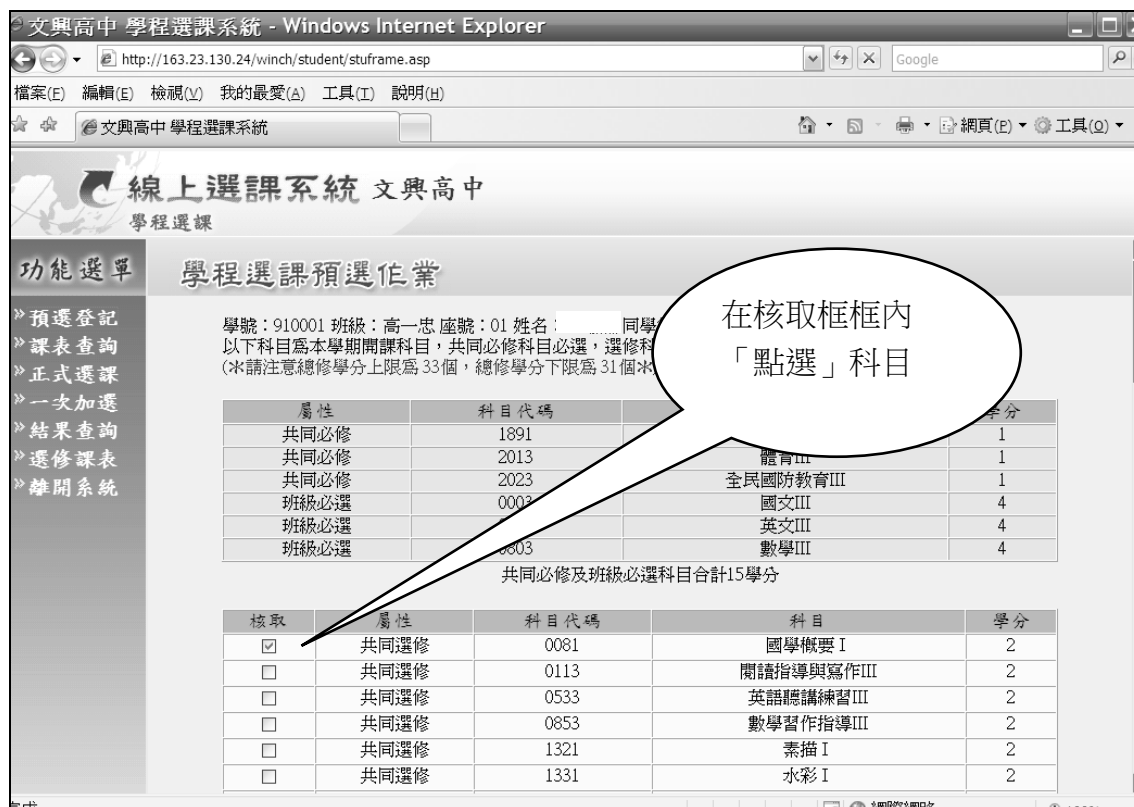 文興高中 學程選課系統 - Windows Internet Explorer
http://163.23.130.24/winch/student/stuframe.asp
Google
檔案(F) 編輯(E) 檢視(V) 我的最愛(A) 工具(T) 說明(H)
文興高中 學程選課系統
網頁(P) 工具(O)
線上選課系統 文興高中
學程選課
功能選單
學程選課預選作業
»預選登記
»課表查詢
»正式選課
»一次加選
»結果查詢
»選修課表
»離開系統
在核取框框內
「點選」科目
學號：910001 班級：高一忠 座號：01 姓名： 同學
以下科目為本學期開課科目，共同必修科目必選，選修科
(※請注意總修學分上限為33個，總修學分下限為31個※
屬性 科目代碼 學分
共同必修 1891 1
共同必修 2013 體育III 1
共同必修 2023 全民國防教育III 1
班級必選 0003 國文III 4
班級必選 英文III 4
班級必選 0803 數學III 4
共同必修及班級必選科目合計15學分
核取 屬性 科目代碼 科目 學分
共同選修 0081 國學概要 I 2
共同選修 0113 閱讀指導與寫作III 2
共同選修 0533 英語聽講練習III 2
共同選修 0853 數學習作指導III 2
共同選修 1321 素描 I 2
共同選修 1331 水彩 I 2